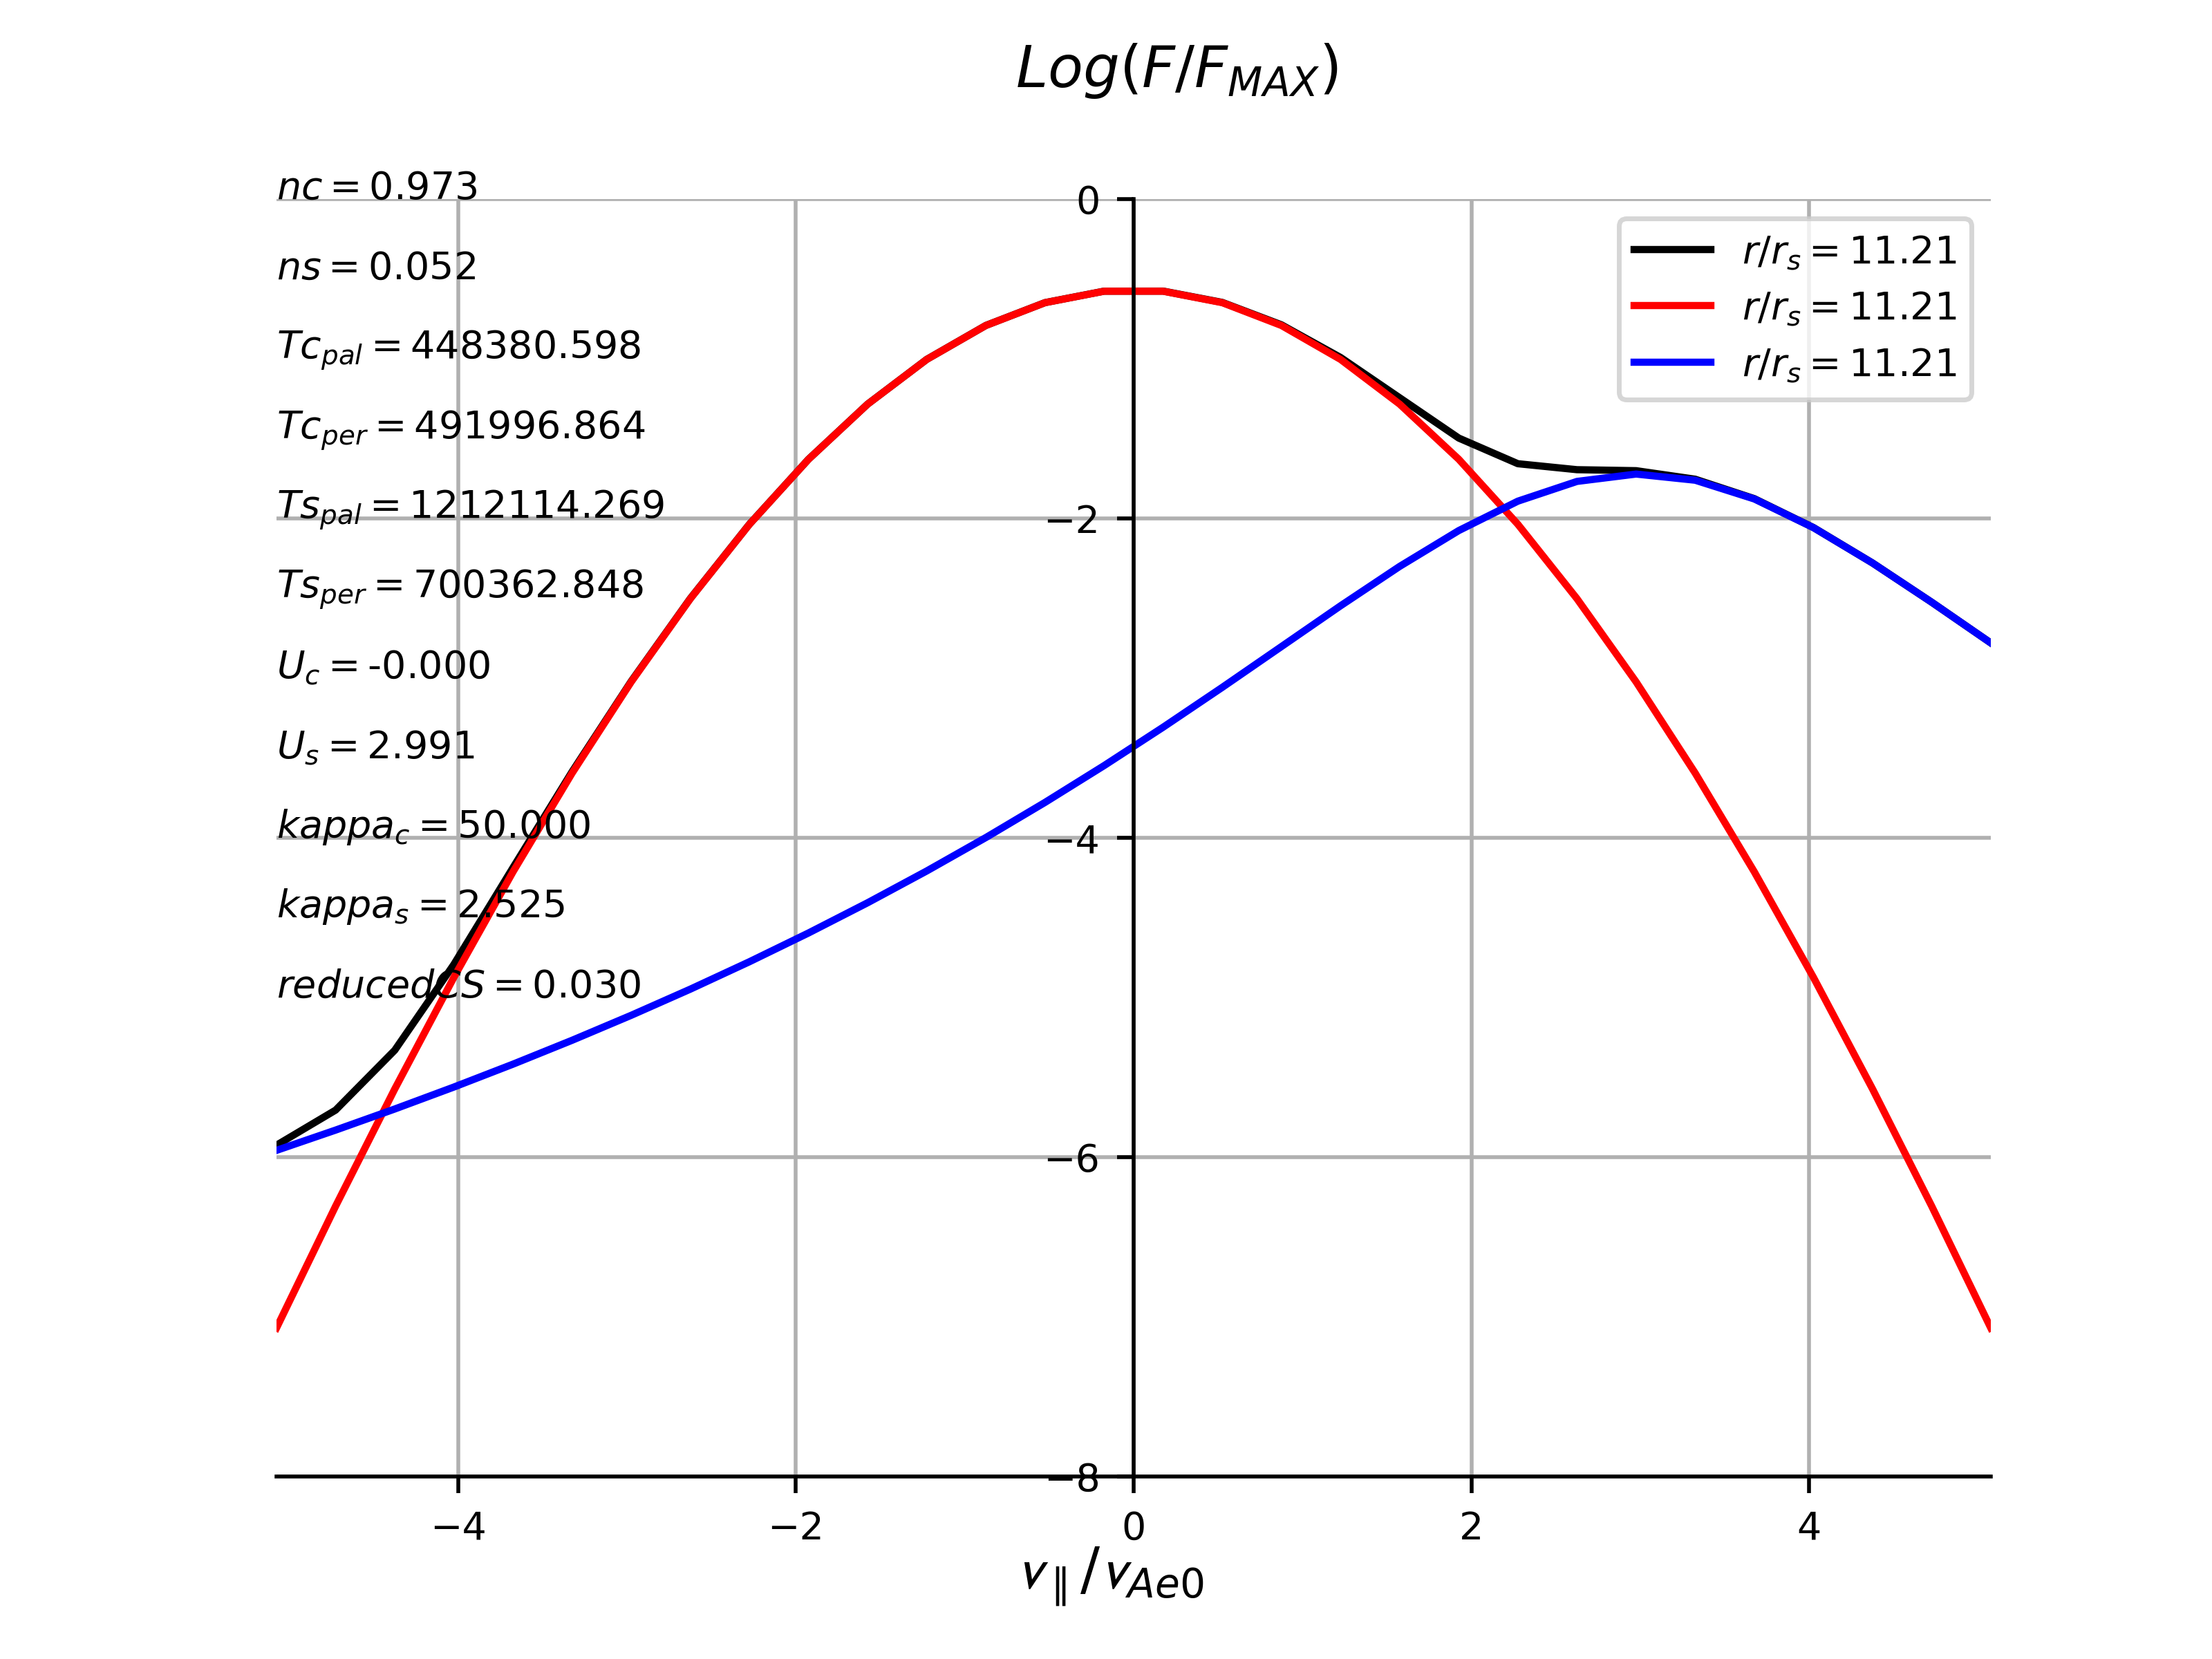 Log(F/F_MAX)
nc = 0.973
ns = 0.052
Tc_pal = 448380.598
Tc_per = 491996.864
Ts_pal = 1212114.269
Ts_per = 700362.848
U_c = -0.000
U_s = 2.991
kappa_c = 50.000
kappa_s = 2.525
reducedCS = 0.030
r/r_s = 11.21
r/r_s = 11.21
r/r_s = 11.21
0
−2
−4
−6
−8
−4 −2 0 2 4
v_∥/v_Ae0